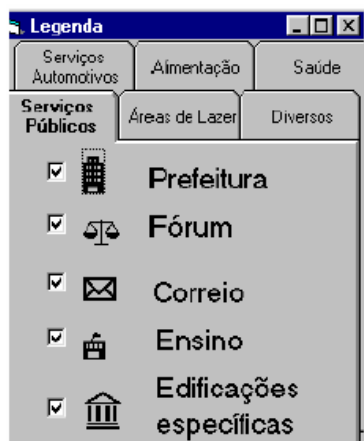 Legenda
Serviços
Automotivos
Alimentação
Saúde
Serviços
Públicos
Áreas de Lazer
Diversos
Prefeitura
Fórum
Correio
Ensino
Edificações
específicas